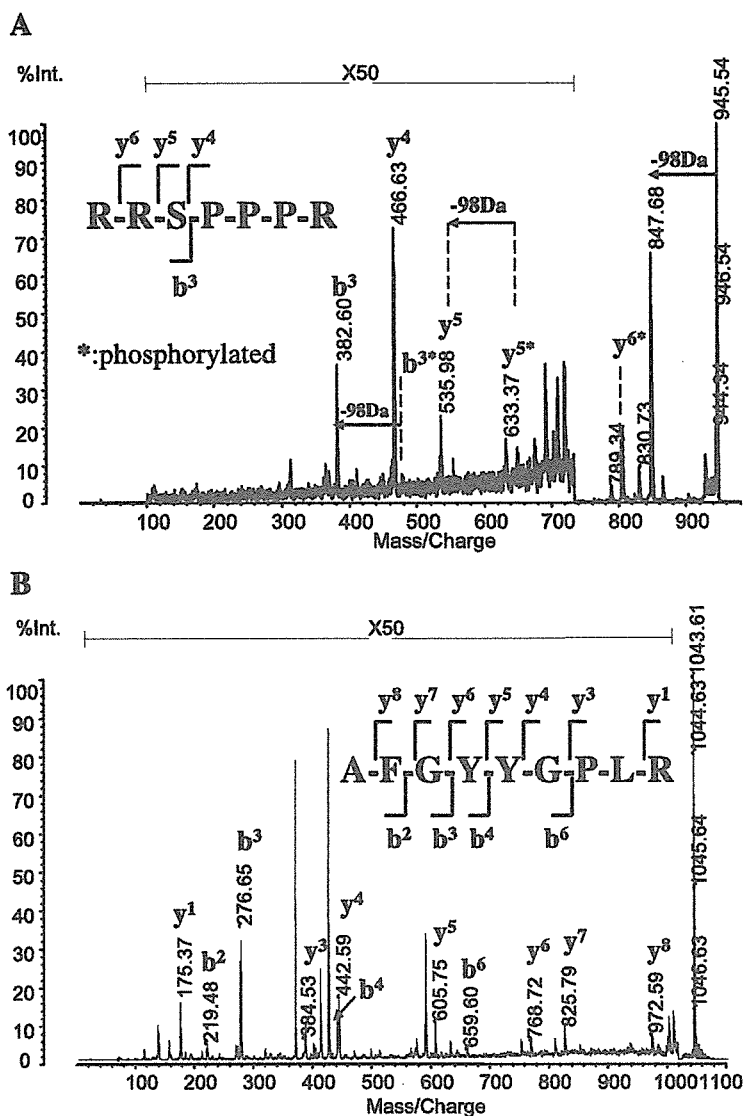 A
%Int.
X50
945.54
100
90
80
70
60
50
40
30
20
10
0
y6 y5 y4
R-R-S-P-P-P-R
b3
*:phosphorylated
y4
466.63
-98Da
-98Da
847.68
946.54
944.34
b3
382.60
b3*
-98Da
y5
535.98
y5*
633.37
y6*
789.34
830.73
100 200 300 400 500 600 700 800 900
Mass/Charge
B
%Int.
X50
1043.61
1044.63
1045.64
1046.63
100
90
80
70
60
50
40
30
20
10
0
y8 y7 y6 y5 y4 y3 y1
A-F-G-Y-Y-G-P-L-R
b2 b3 b4 b6
y1
175.37
b2
219.48
b3
276.65
y3
384.53
y4
442.59
b4
y5
605.75
b6
659.60
y6
768.72
y7
825.79
y8
972.59
100 200 300 400 500 600 700 800 900 1000 1100
Mass/Charge